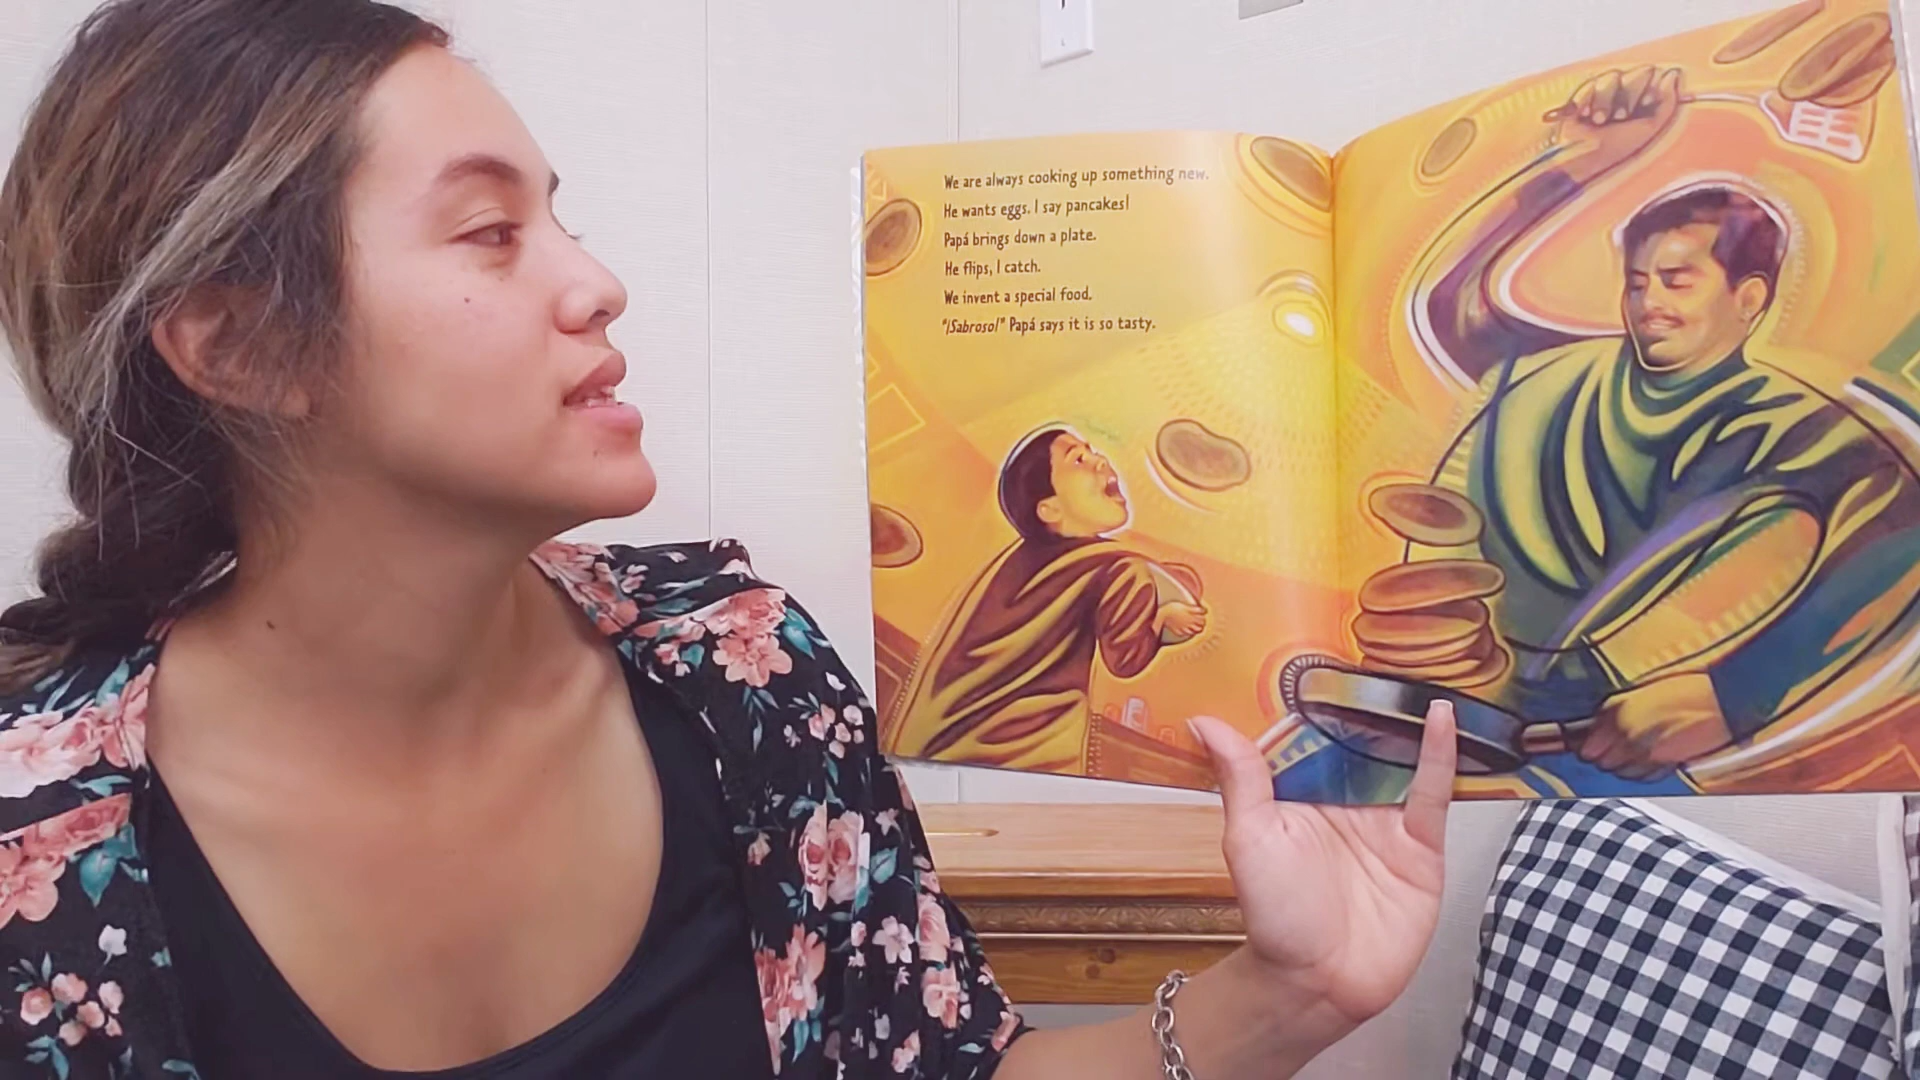 We are always cooking up something new.
He wants eggs. I say pancakes!
Papá brings down a plate.
He flips, I catch.
We invent a special food.
"¡Sabroso!" Papá says it is so tasty.